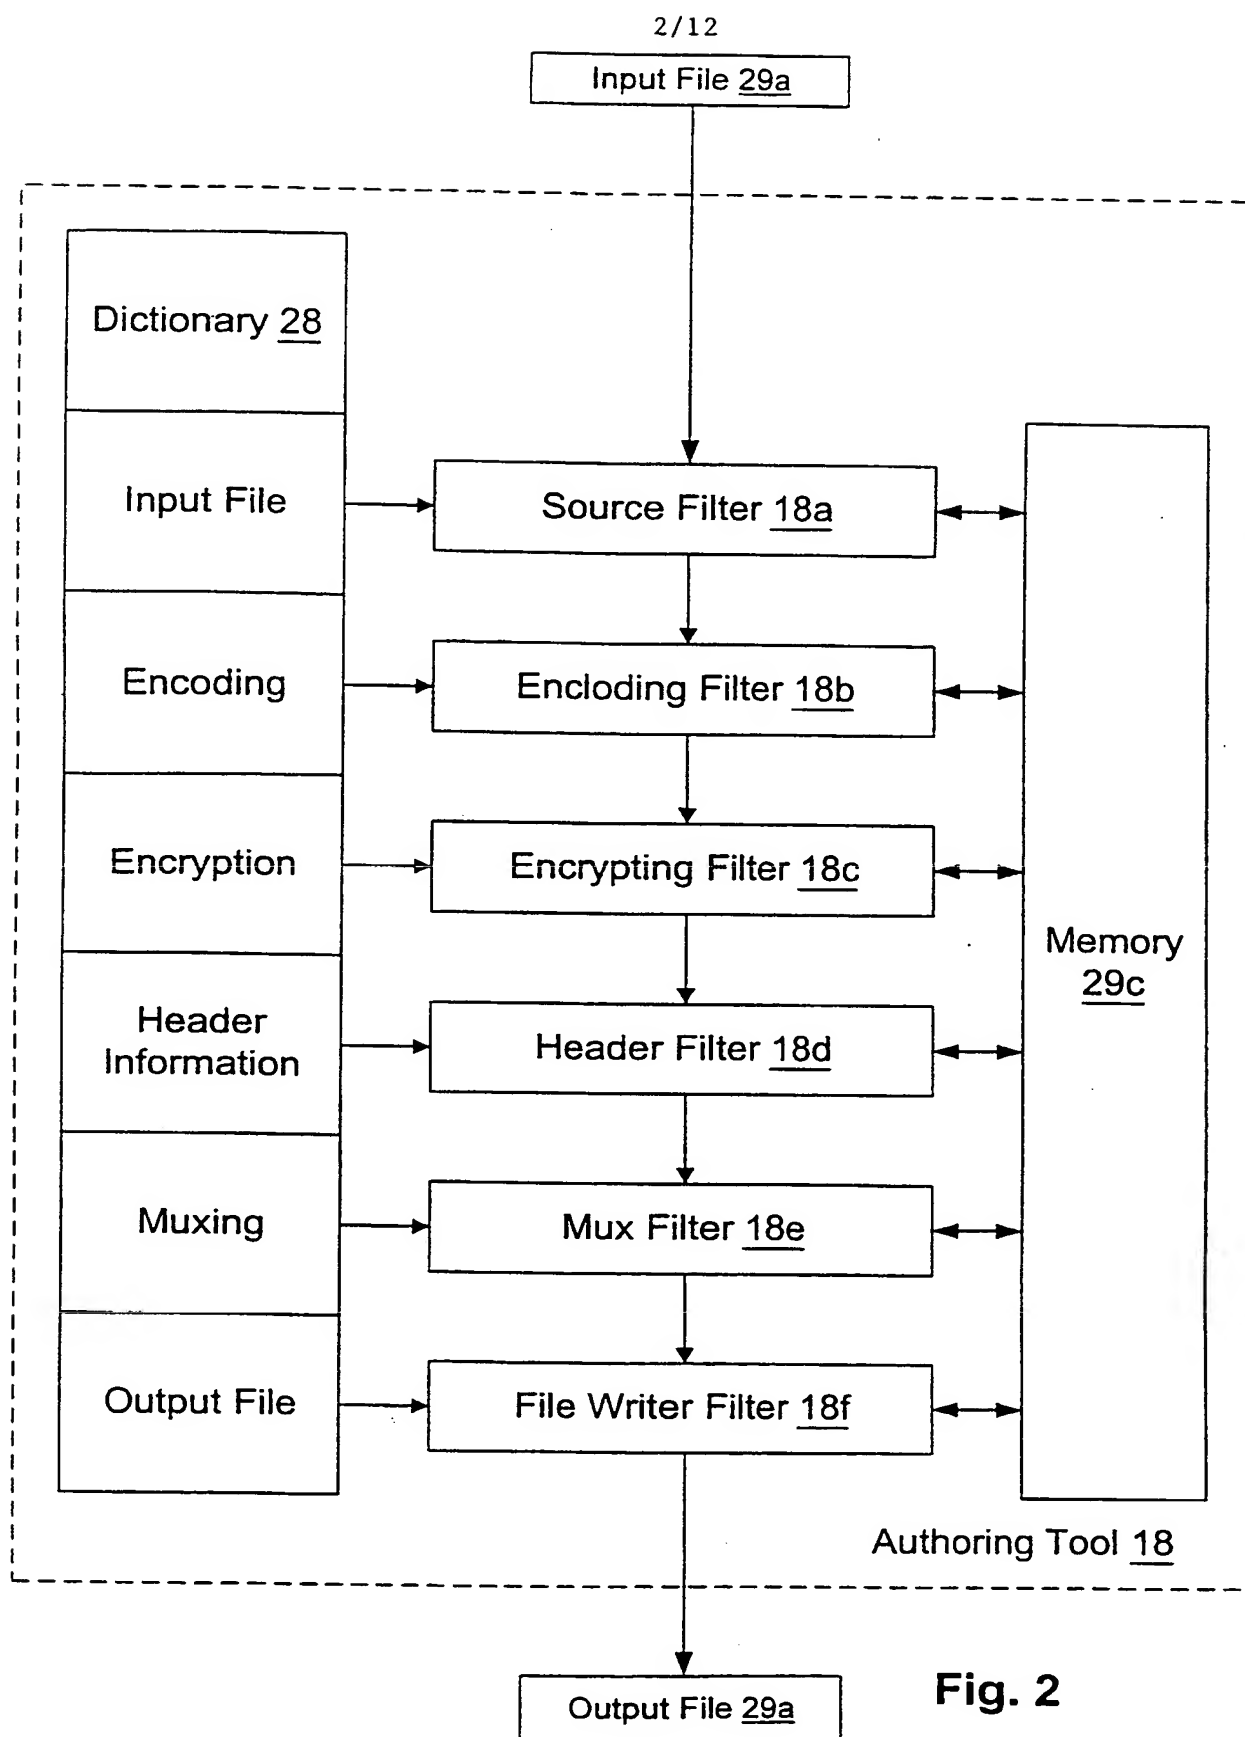 2/12
Input File 29a
Dictionary 28
Input File
Source Filter 18a
Encoding
Encloding Filter 18b
Encryption
Encrypting Filter 18c
Memory
29c
Header
Information
Header Filter 18d
Muxing
Mux Filter 18e
Output File
File Writer Filter 18f
Authoring Tool 18
Output File 29a
Fig. 2